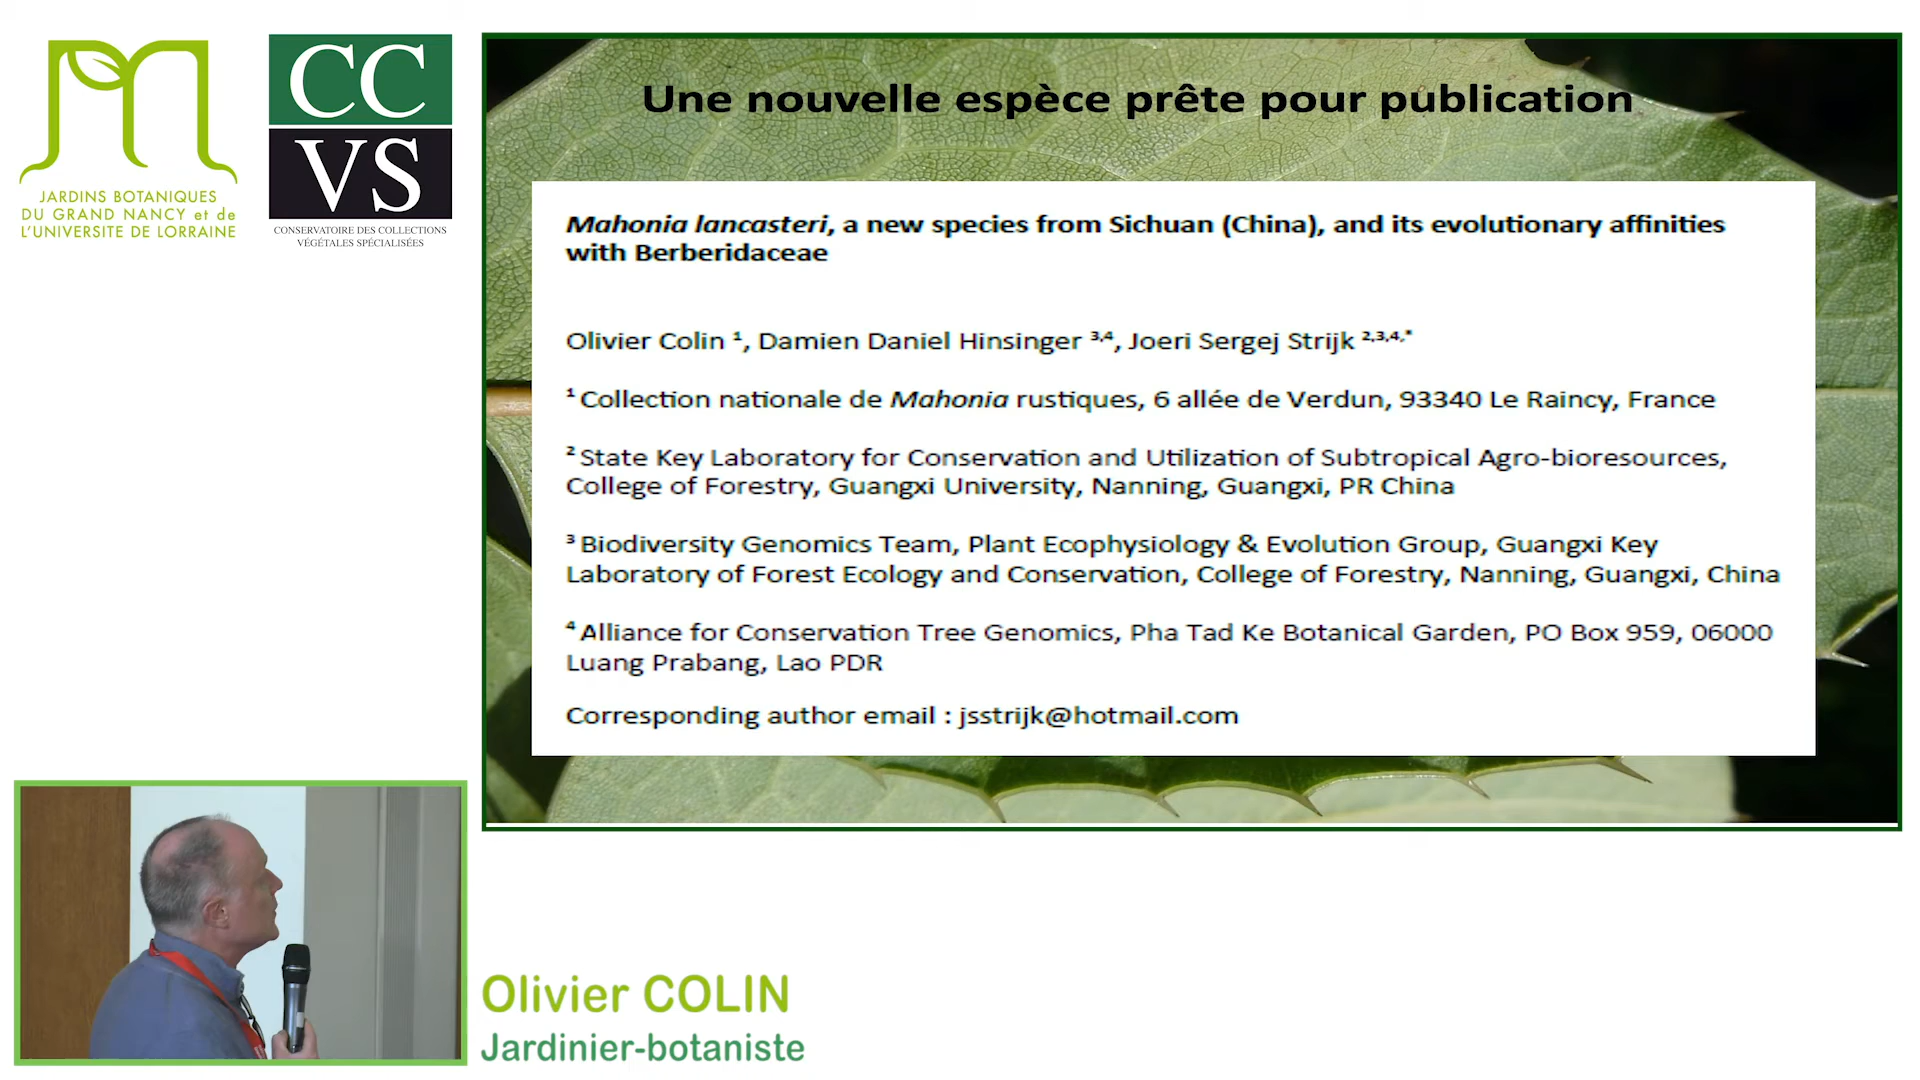 JARDINS BOTANIQUES
DU GRAND NANCY et de
L'UNIVERSITE DE LORRAINE
CC
VS
CONSERVATOIRE DES COLLECTIONS
VÉGÉTALES SPÉCIALISÉES
Une nouvelle espèce prête pour publication
Mahonia lancasteri, a new species from Sichuan (China), and its evolutionary affinities
with Berberidaceae
Olivier Colin ¹, Damien Daniel Hinsinger ³,⁴, Joeri Sergej Strijk ²,³,⁴,*
¹ Collection nationale de Mahonia rustiques, 6 allée de Verdun, 93340 Le Raincy, France
² State Key Laboratory for Conservation and Utilization of Subtropical Agro-bioresources,
College of Forestry, Guangxi University, Nanning, Guangxi, PR China
³ Biodiversity Genomics Team, Plant Ecophysiology & Evolution Group, Guangxi Key
Laboratory of Forest Ecology and Conservation, College of Forestry, Nanning, Guangxi, China
⁴ Alliance for Conservation Tree Genomics, Pha Tad Ke Botanical Garden, PO Box 959, 06000
Luang Prabang, Lao PDR
Corresponding author email : jsstrijk@hotmail.com
Olivier COLIN
Jardinier-botaniste